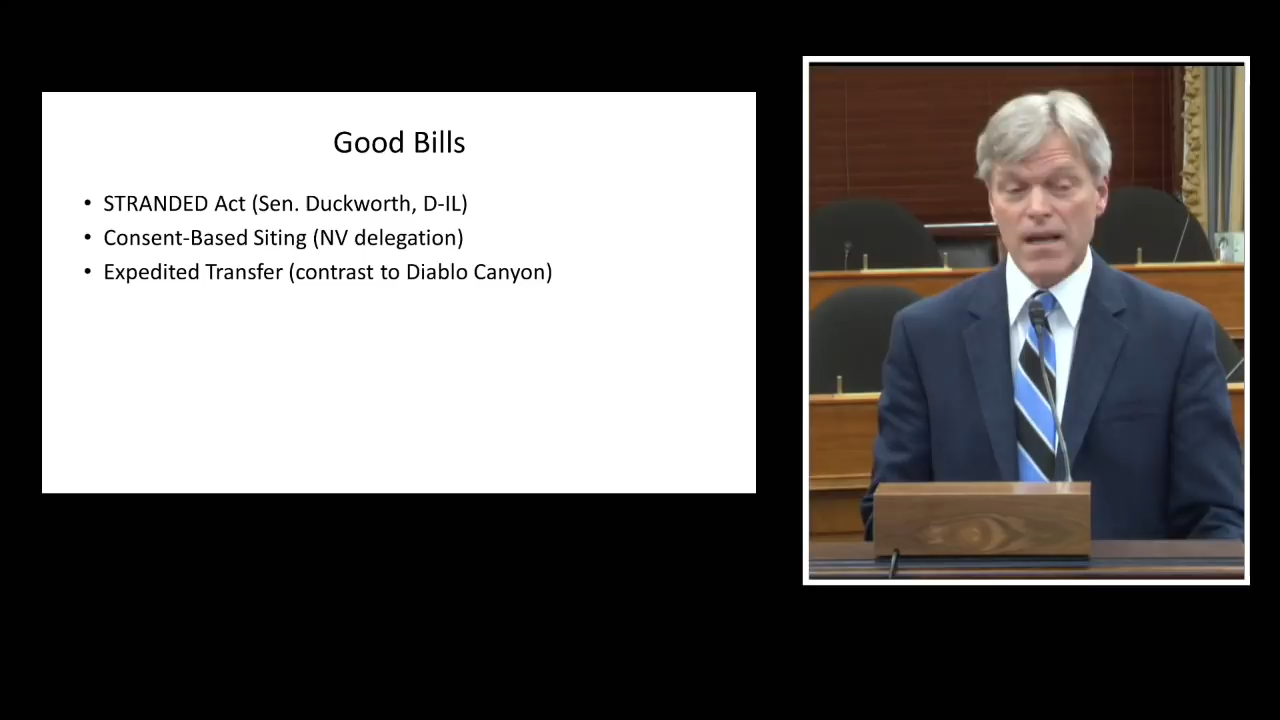 Good Bills
• STRANDED Act (Sen. Duckworth, D-IL)
• Consent-Based Siting (NV delegation)
• Expedited Transfer (contrast to Diablo Canyon)